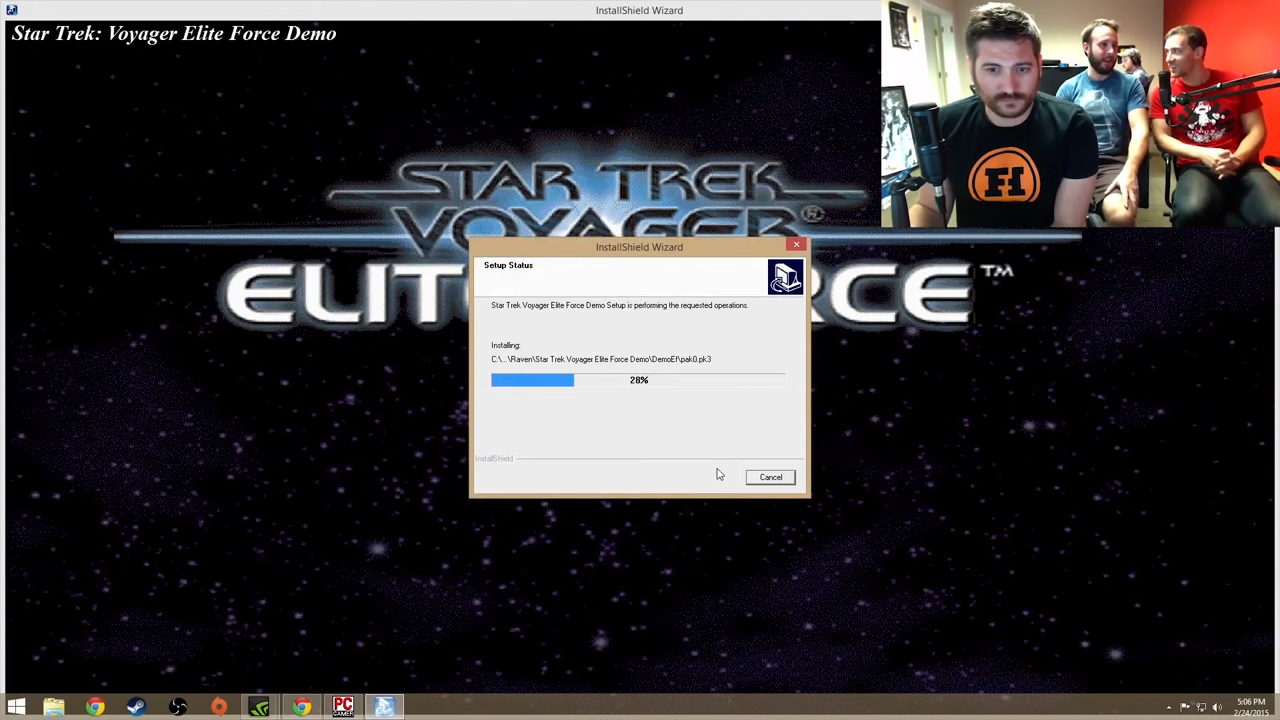 InstallShield Wizard
Star Trek: Voyager Elite Force Demo
STAR TREK
VOYAGER®
InstallShield Wizard
Setup Status
Star Trek Voyager Elite Force Demo Setup is performing the requested operations.
Installing:
C:\...\Raven\Star Trek Voyager Elite Force Demo\DemoEf\pak0.pk3
28%
InstallShield
Cancel
PC
GAMER
5:06 PM
2/24/2015